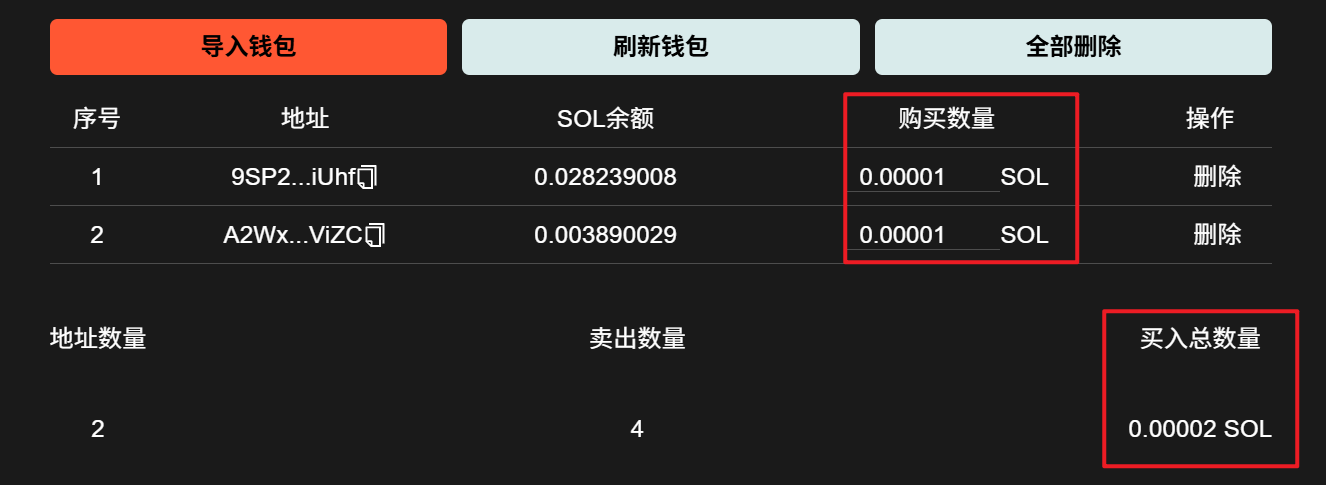 导入钱包 刷新钱包 全部删除
序号 地址 SOL余额 购买数量 操作
1 9SP2...iUhf 0.028239008 0.00001 SOL 删除
2 A2Wx...ViZC 0.003890029 0.00001 SOL 删除
地址数量 卖出数量 买入总数量
2 4 0.00002 SOL